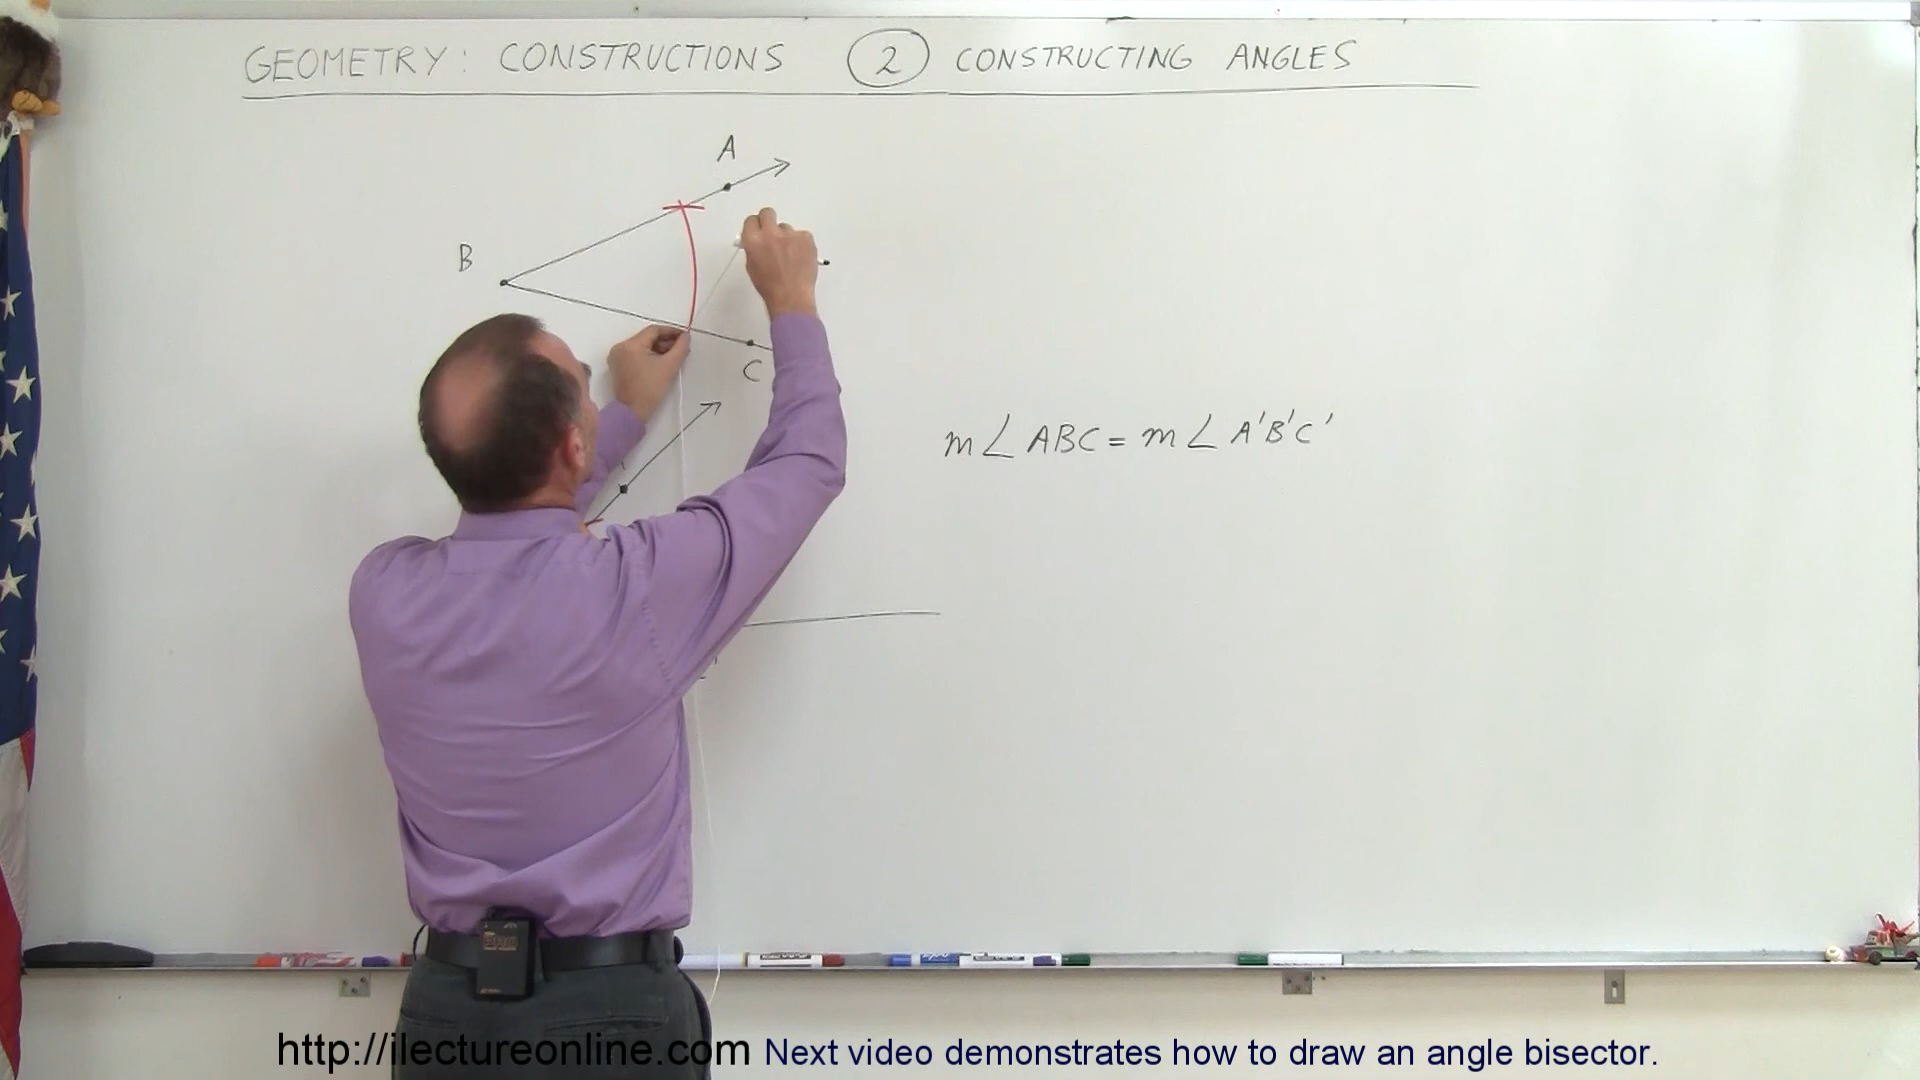 GEOMETRY: CONSTRUCTIONS 2 CONSTRUCTING ANGLES
A
B
C
m∠ ABC = m∠ A'B'C'
http://ilectureonline.com Next video demonstrates how to draw an angle bisector.